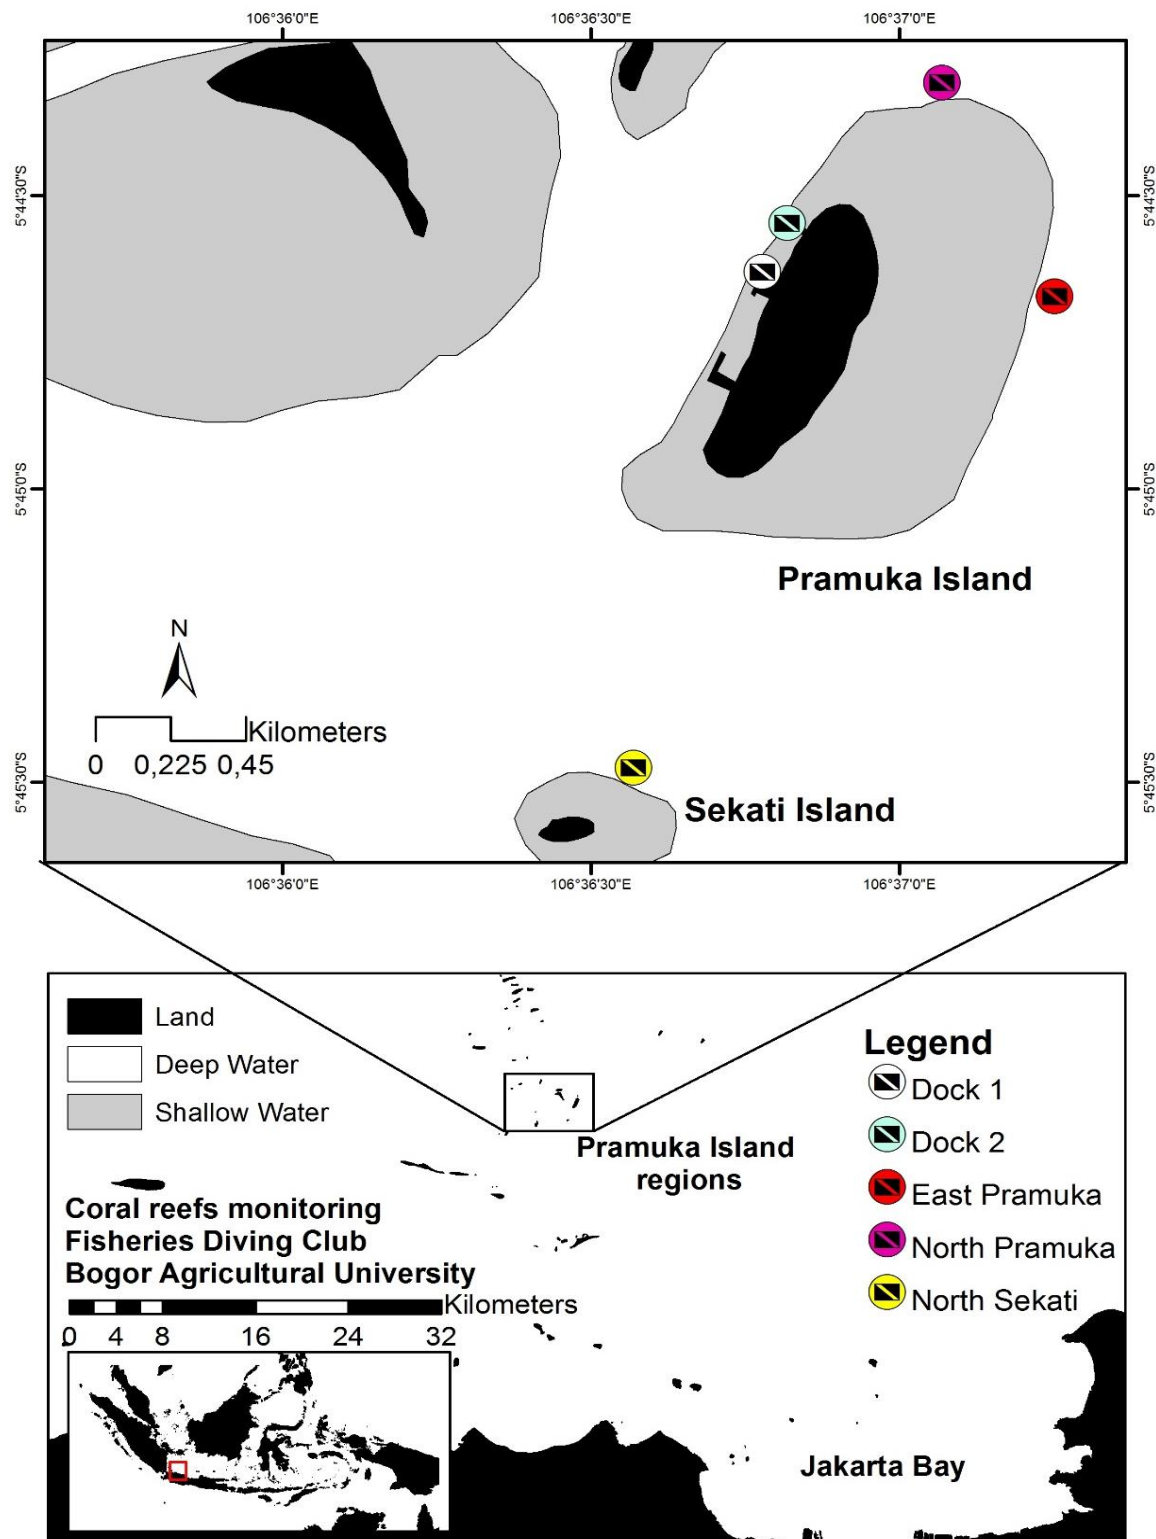 106°36'0"E
106°36'30"E
106°37'0"E
5°44'30"S
5°44'30"S
5°45'0"S
5°45'0"S
Pramuka Island
N
Kilometers
0 0,225 0,45
5°45'30"S
5°45'30"S
Sekati Island
106°36'0"E
106°36'30"E
106°37'0"E
Land
Deep Water
Shallow Water
Legend
Dock 1
Dock 2
East Pramuka
North Pramuka
North Sekati
Pramuka Island
regions
Coral reefs monitoring
Fisheries Diving Club
Bogor Agricultural University
Kilometers
0 4 8 16 24 32
Jakarta Bay